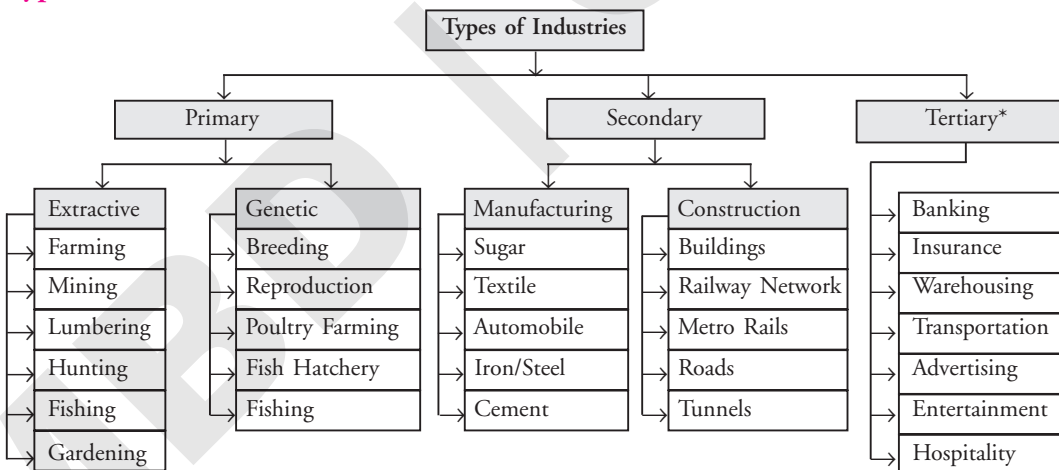 Types of Industries
Primary
Secondary
Tertiary*
Extractive
Farming
Mining
Lumbering
Hunting
Fishing
Gardening
Genetic
Breeding
Reproduction
Poultry Farming
Fish Hatchery
Fishing
Manufacturing
Sugar
Textile
Automobile
Iron/Steel
Cement
Construction
Buildings
Railway Network
Metro Rails
Roads
Tunnels
Banking
Insurance
Warehousing
Transportation
Advertising
Entertainment
Hospitality
MBD